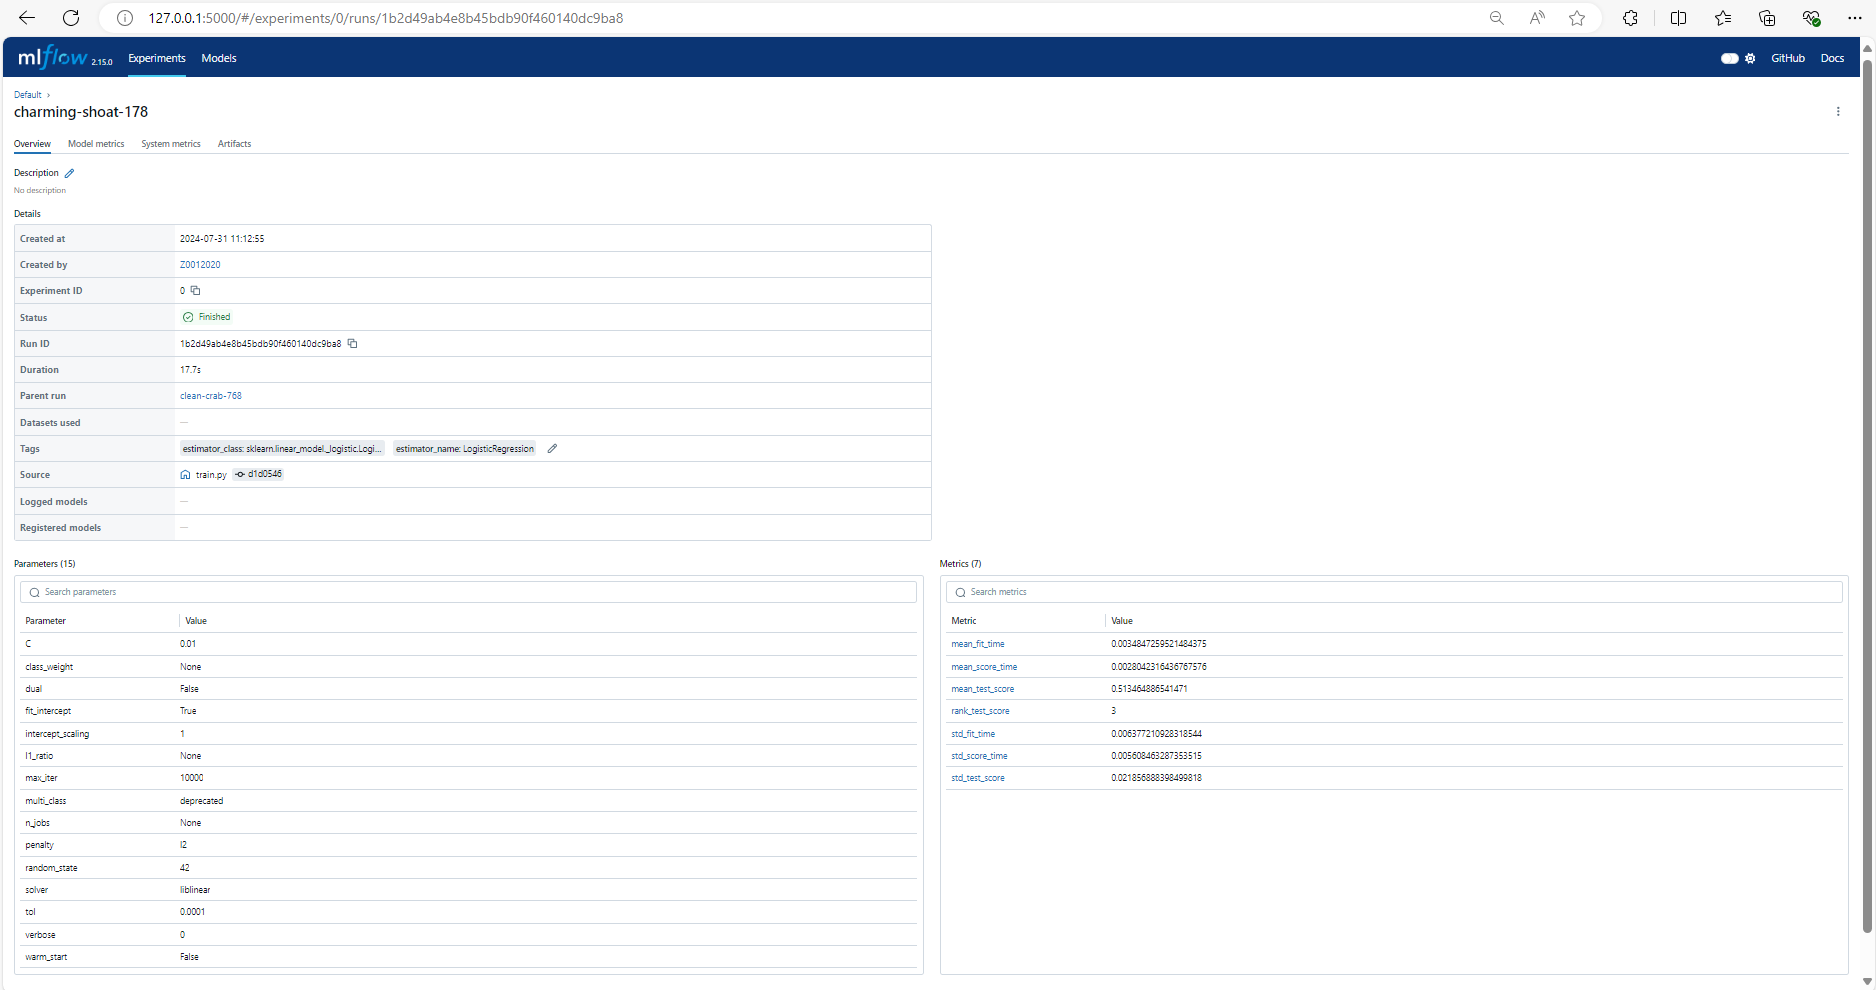 127.0.0.1:5000/#/experiments/0/runs/1b2d49ab4e8b45bdb90f460140dc9ba8
mlflow 2.15.0 Experiments Models GitHub Docs
Default ›
charming-shoat-178
Overview Model metrics System metrics Artifacts
Description
No description
Details
Created at 2024-07-31 11:12:55
Created by Z0012020
Experiment ID 0
Status Finished
Run ID 1b2d49ab4e8b45bdb90f460140dc9ba8
Duration 17.7s
Parent run clean-crab-768
Datasets used —
Tags estimator_class: sklearn.linear_model._logistic.Logi... estimator_name: LogisticRegression
Source train.py d1d0546
Logged models —
Registered models —
Parameters (15)
Search parameters
Parameter Value
C 0.01
class_weight None
dual False
fit_intercept True
intercept_scaling 1
l1_ratio None
max_iter 10000
multi_class deprecated
n_jobs None
penalty l2
random_state 42
solver liblinear
tol 0.0001
verbose 0
warm_start False
Metrics (7)
Search metrics
Metric Value
mean_fit_time 0.0034847259521484375
mean_score_time 0.0028042316436767576
mean_test_score 0.513464886541471
rank_test_score 3
std_fit_time 0.006377210928318544
std_score_time 0.005608463287353515
std_test_score 0.021856888398499818